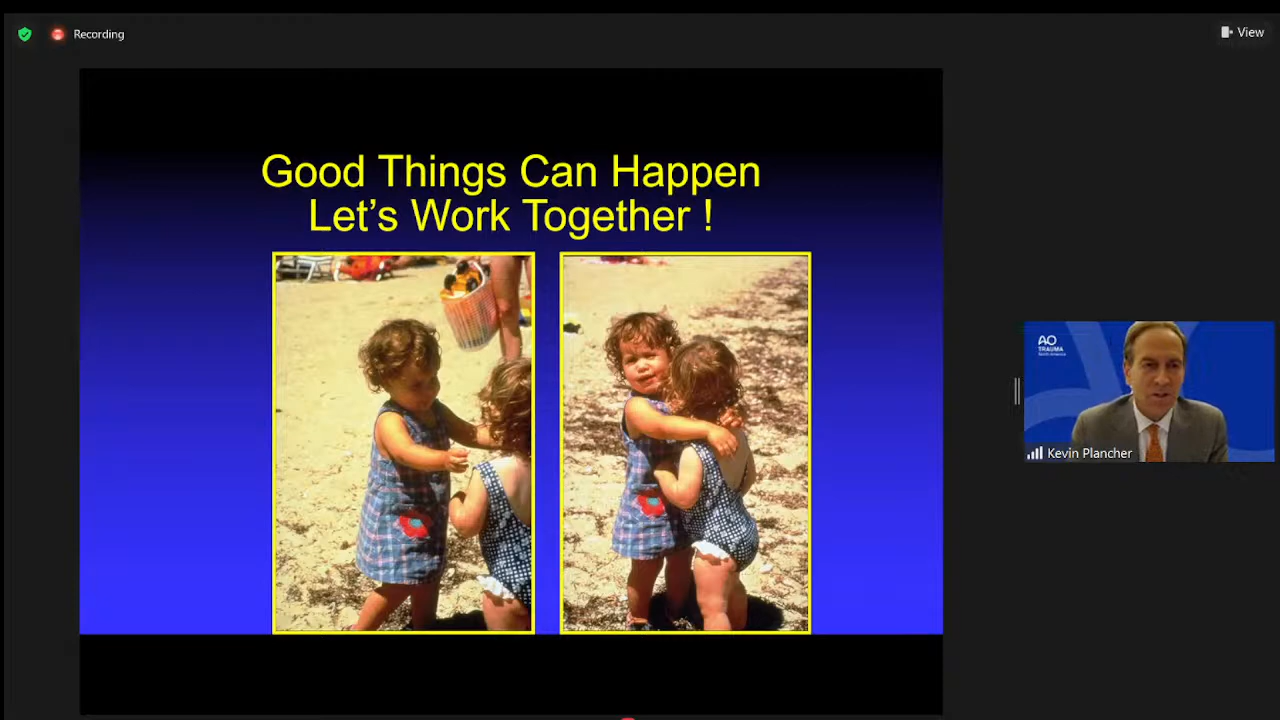 Recording
View
Good Things Can Happen
Let's Work Together !
AO
TRAUMA
North America
Kevin Plancher